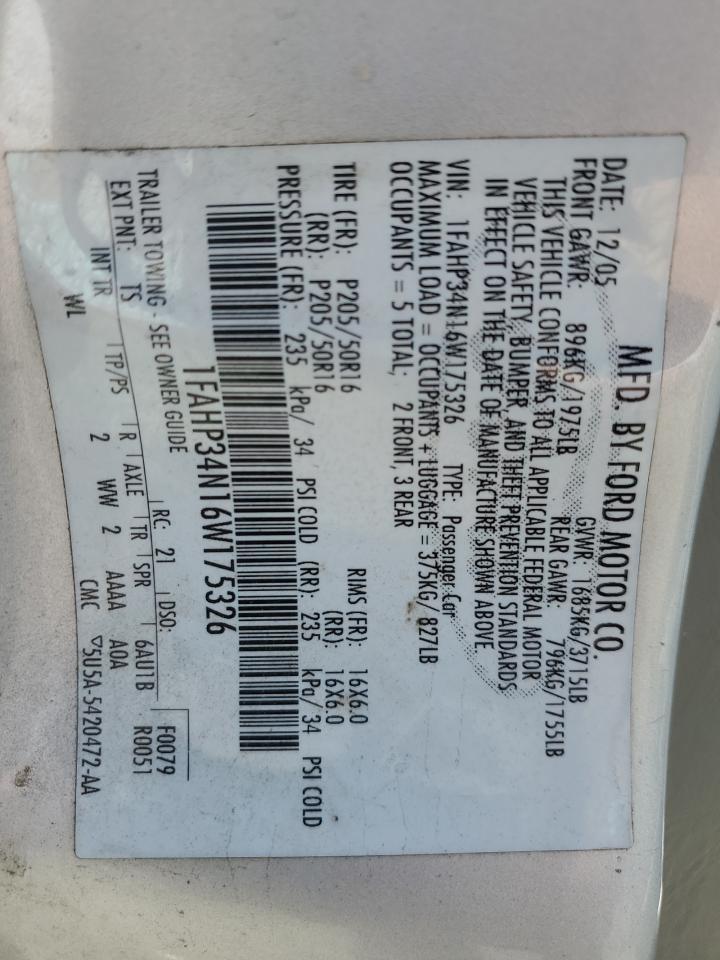 MFD. BY FORD MOTOR CO.
DATE: 12/05 GVWR: 1685KG/3715LB
FRONT GAWR: 896KG/1975LB REAR GAWR: 796KG/1755LB
THIS VEHICLE CONFORMS TO ALL APPLICABLE FEDERAL MOTOR
VEHICLE SAFETY, BUMPER, AND THEFT PREVENTION STANDARDS
IN EFFECT ON THE DATE OF MANUFACTURE SHOWN ABOVE.
VIN: 1FAHP34N16W175326 TYPE: Passenger Car
MAXIMUM LOAD = OCCUPANTS + LUGGAGE = 375KG/ 827LB
OCCUPANTS = 5 TOTAL; 2 FRONT, 3 REAR
TIRE (FR): P205/50R16 RIMS (FR): 16X6.0
(RR): P205/50R16 (RR): 16X6.0
PRESSURE (FR): 235 kPa/ 34 PSI COLD (RR): 235 kPa/ 34 PSI COLD
1FAHP34N16W175326
TRAILER TOWING - SEE OWNER GUIDE
F0079
EXT PNT: TS RC: 21 DSO: R0051
INT TR TP/PS R AXLE TR SPR 6AU1B
WL 2 WW 2 AAAA A0A
CMC ▽5U5A-5420472-AA